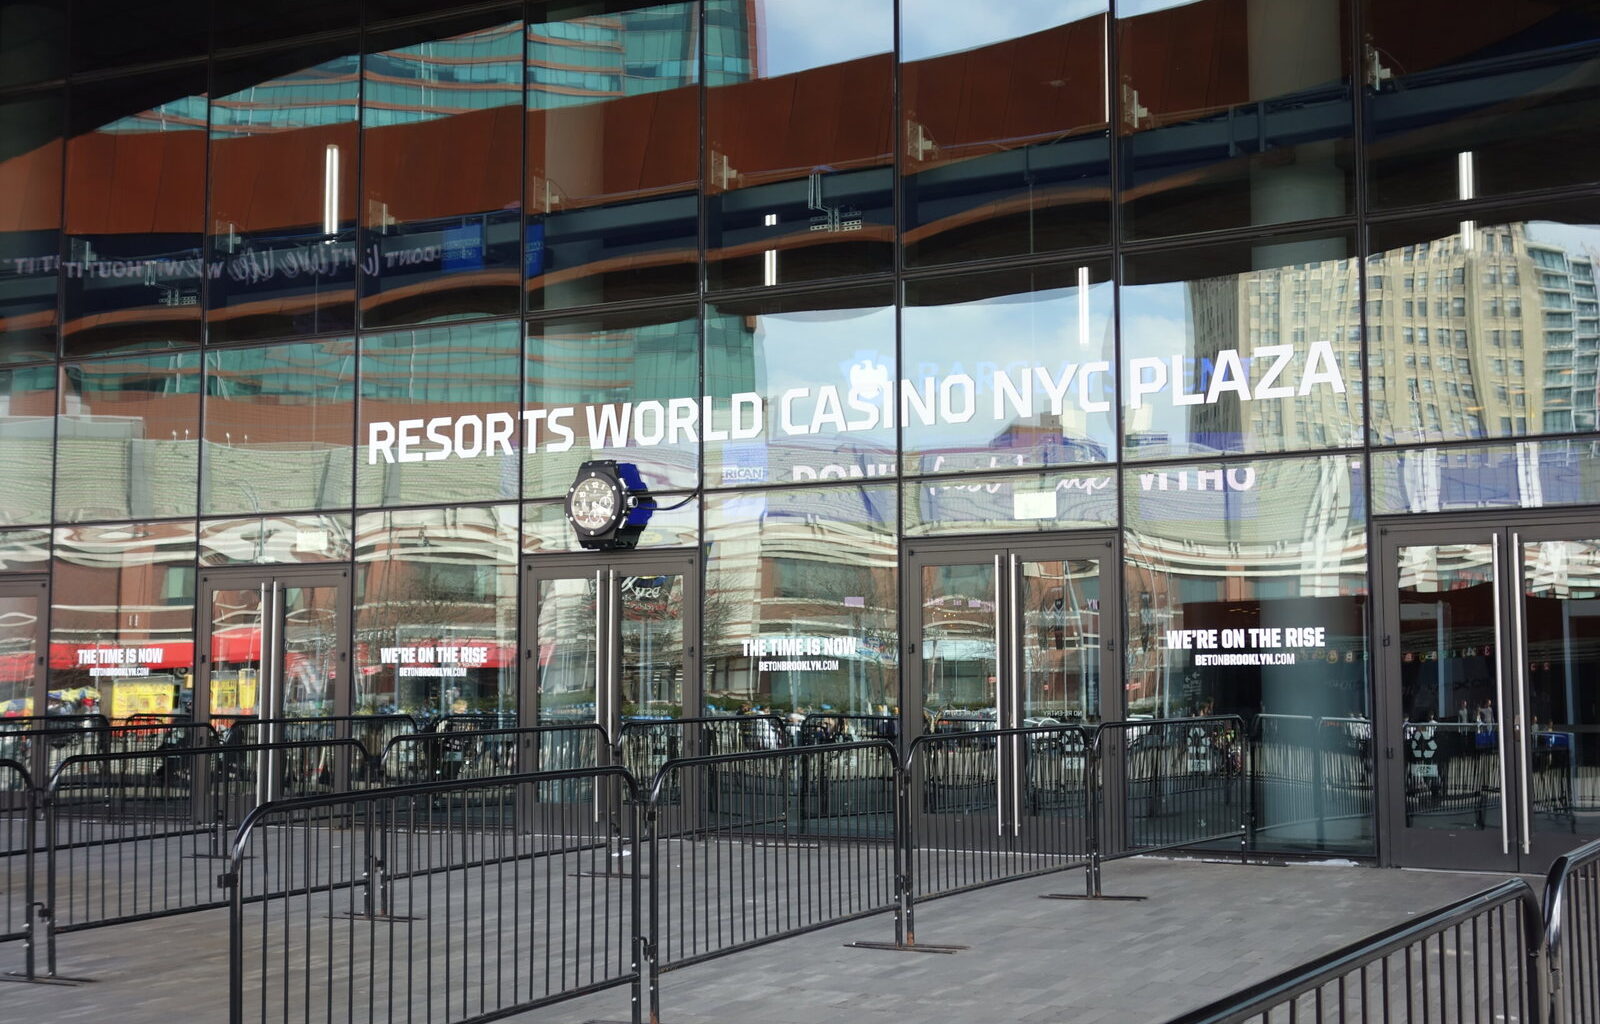 RESORTS WORLD CASINO NYC PLAZA
THE TIME IS NOW
BETONBROOKLYN.COM
WE'RE ON THE RISE
BETONBROOKLYN.COM
THE TIME IS NOW
BETONBROOKLYN.COM
WE'RE ON THE RISE
BETONBROOKLYN.COM